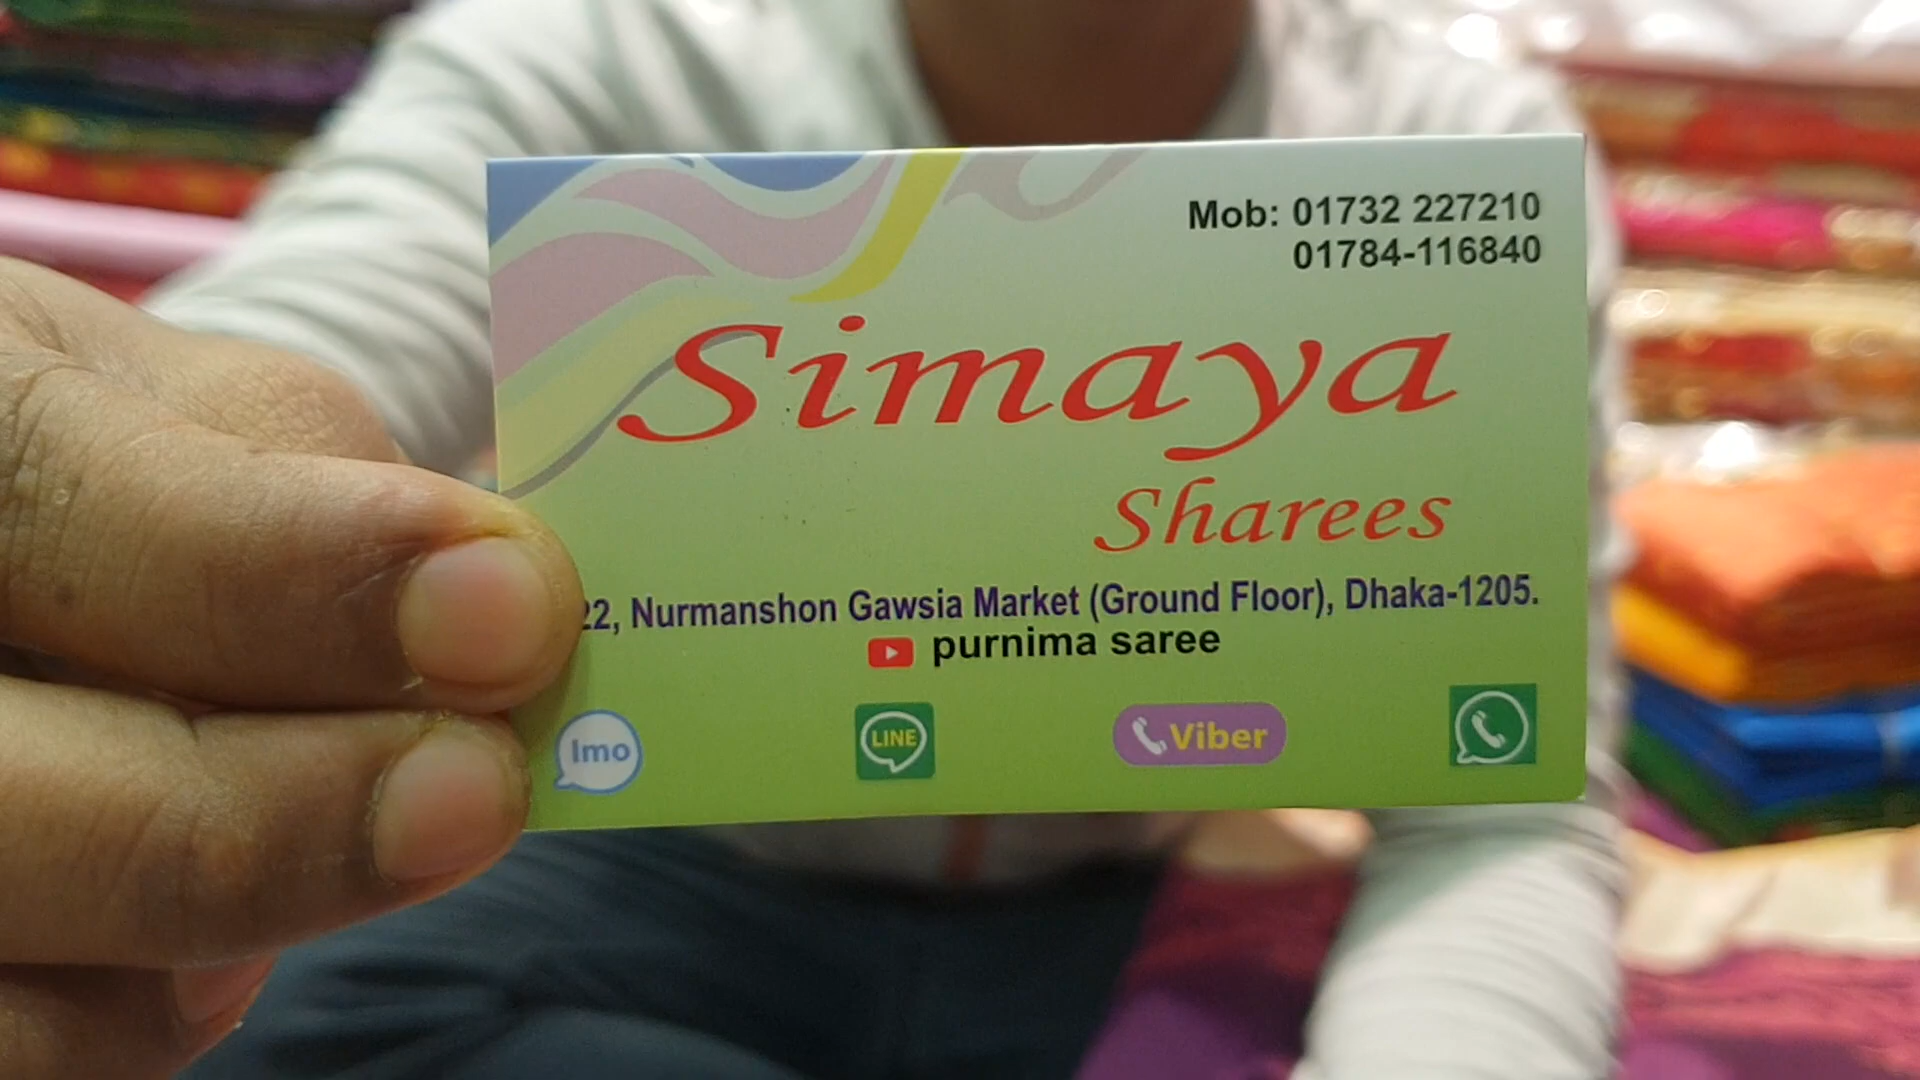 Mob: 01732 227210
01784-116840
Simaya
Sharees
22, Nurmanshon Gawsia Market (Ground Floor), Dhaka-1205.
purnima saree
Imo
LINE
Viber